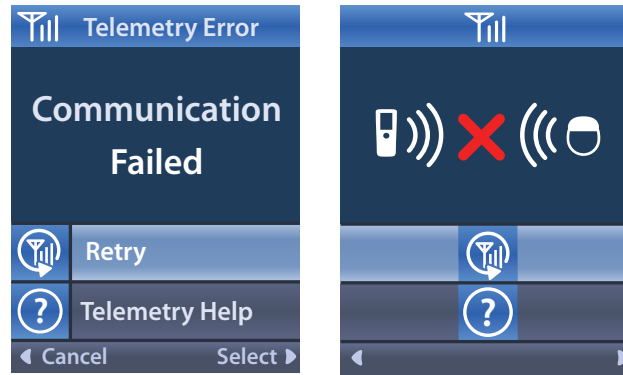 Telemetry Error
Communication
Failed
Retry
? Telemetry Help
Cancel Select
?